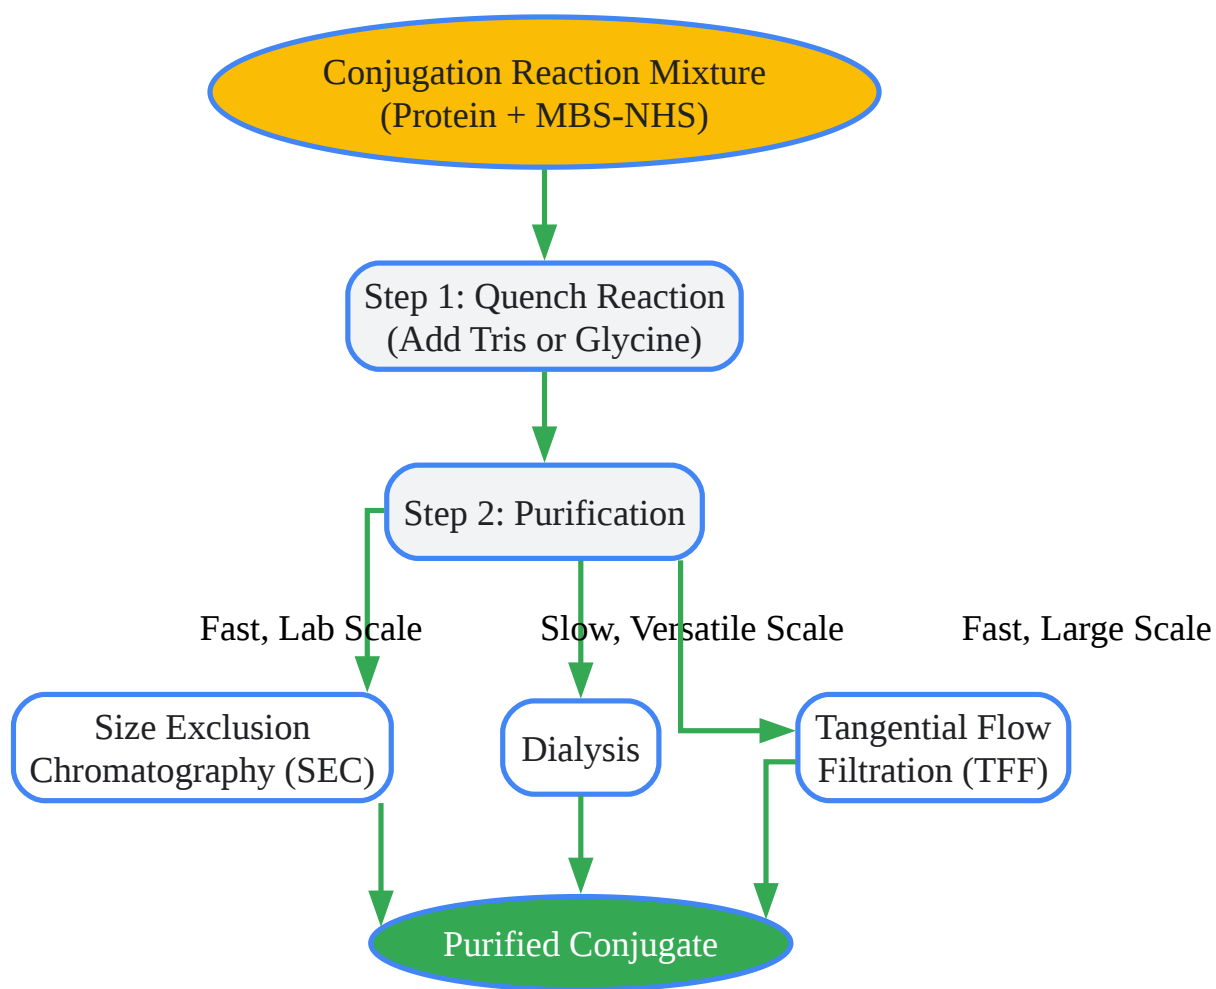 Conjugation Reaction Mixture
(Protein + MBS-NHS)
Step 1: Quench Reaction
(Add Tris or Glycine)
Step 2: Purification
Fast, Lab Scale
Slow, Versatile Scale
Fast, Large Scale
Size Exclusion
Chromatography (SEC)
Dialysis
Tangential Flow
Filtration (TFF)
Purified Conjugate